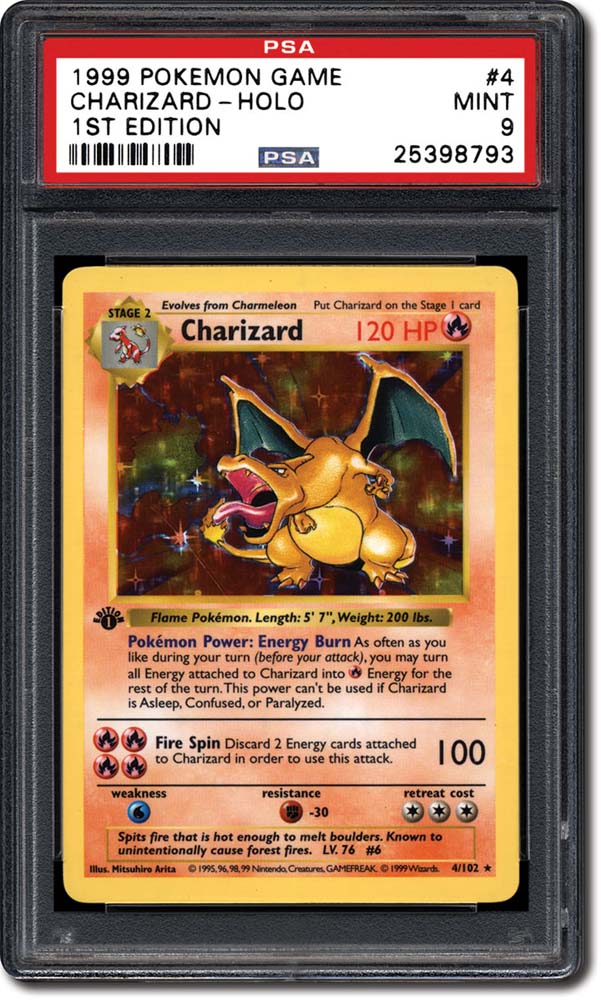 PSA
1999 POKEMON GAME #4
CHARIZARD – HOLO MINT
1ST EDITION 9
PSA 25398793
STAGE 2
Evolves from Charmeleon Put Charizard on the Stage 1 card
Charizard 120 HP
EDITION
1
Flame Pokémon. Length: 5' 7", Weight: 200 lbs.
Pokémon Power: Energy Burn As often as you
like during your turn (before your attack), you may turn
all Energy attached to Charizard into Energy for the
rest of the turn. This power can't be used if Charizard
is Asleep, Confused, or Paralyzed.
Fire Spin Discard 2 Energy cards attached
to Charizard in order to use this attack. 100
weakness resistance retreat cost
-30
Spits fire that is hot enough to melt boulders. Known to
unintentionally cause forest fires. LV. 76 #6
Illus. Mitsuhiro Arita © 1995, 96, 98, 99 Nintendo, Creatures, GAMEFREAK. © 1999 Wizards. 4/102 ★